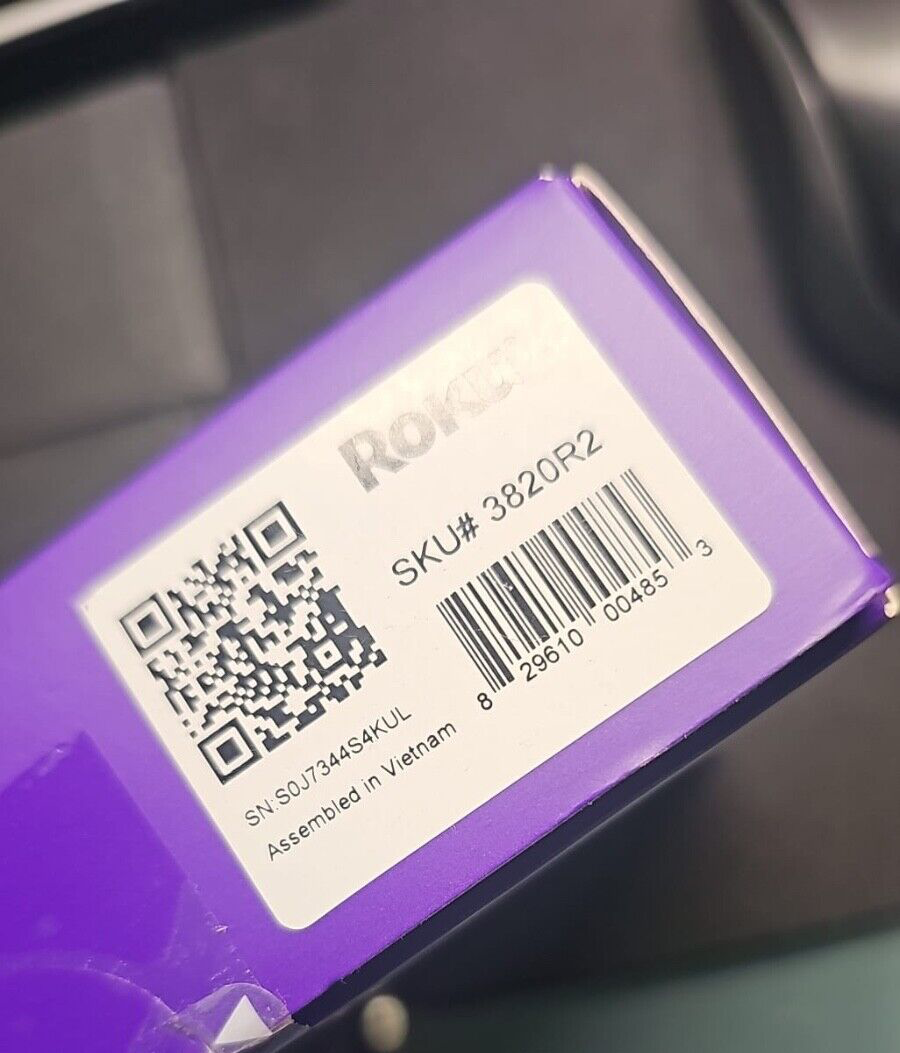 ROKU
SKU# 3820R2
8 29610 00485 3
SN:S0J7344S4KUL
Assembled in Vietnam